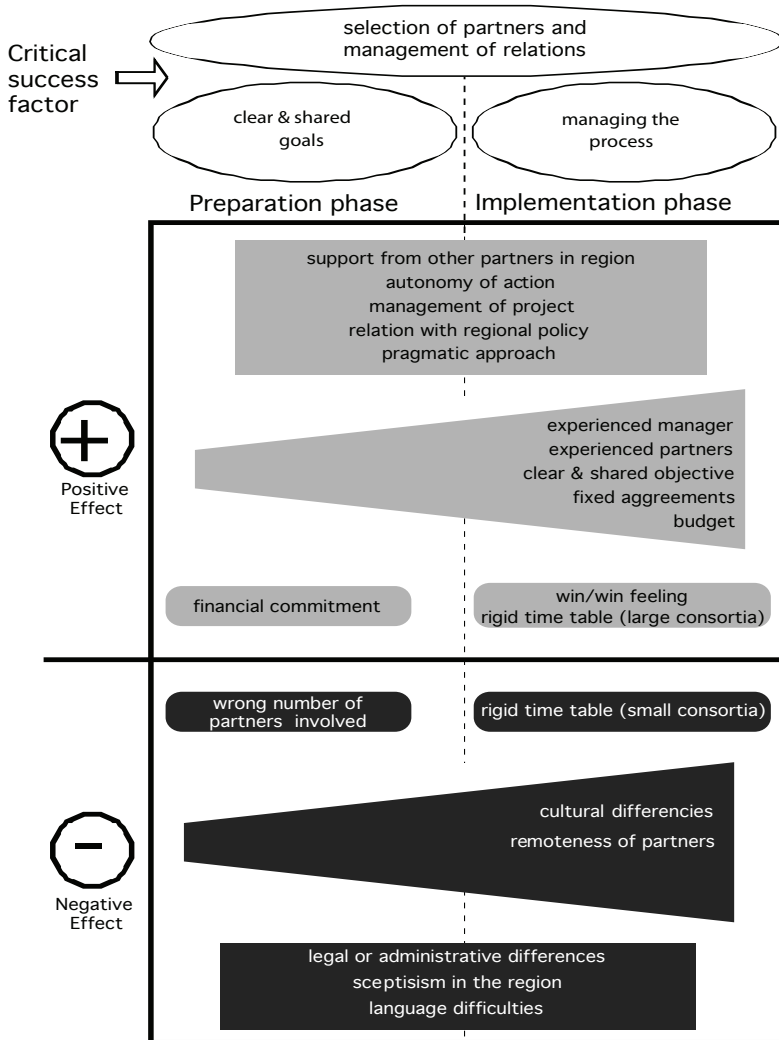 selection of partners and
management of relations
Critical
success
factor
clear & shared
goals
managing the
process
Preparation phase
Implementation phase
support from other partners in region
autonomy of action
management of project
relation with regional policy
pragmatic approach
+
Positive
Effect
experienced manager
experienced partners
clear & shared objective
fixed aggreements
budget
financial commitment
win/win feeling
rigid time table (large consortia)
wrong number of
partners involved
rigid time table (small consortia)
-
Negative
Effect
cultural differencies
remoteness of partners
legal or administrative differences
sceptisism in the region
language difficulties